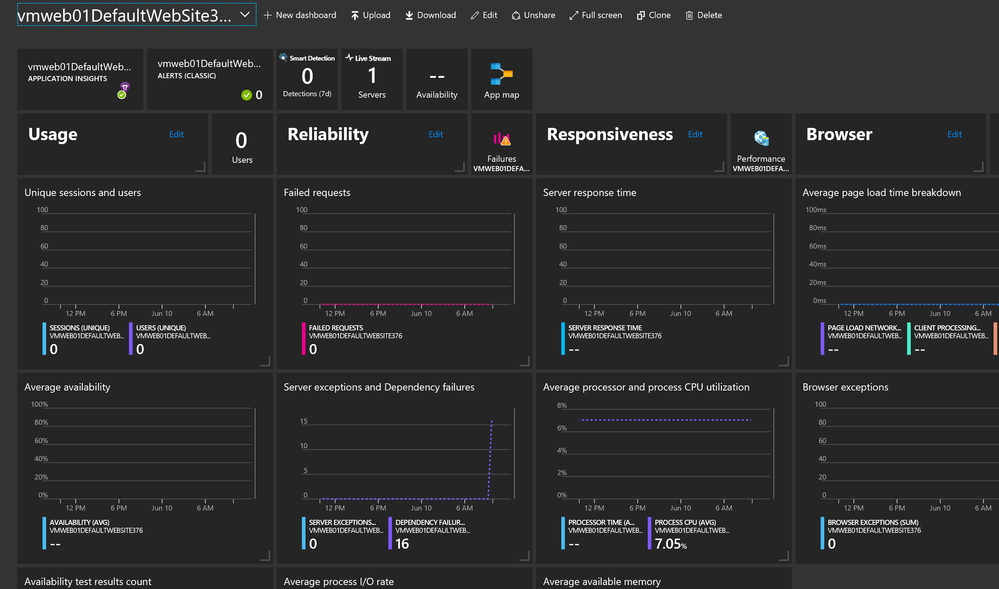 vmweb01DefaultWebSite3...
New dashboard
Upload
Download
Edit
Unshare
Full screen
Clone
Delete
vmweb01DefaultWeb...
APPLICATION INSIGHTS
vmweb01DefaultWeb...
ALERTS (CLASSIC)
0
Smart Detection
0
Detections (7d)
Live Stream
1
Servers
--
Availability
App map
Usage
Edit
0
Users
Reliability
Edit
Failures
VMWEB01DEFA...
Responsiveness
Edit
Performance
VMWEB01DEFA...
Browser
Edit
Unique sessions and users
100
80
60
40
20
0
12 PM
6 PM
Jun 10
6 AM
SESSIONS (UNIQUE)
VMWEB01DEFAULTWEB...
0
USERS (UNIQUE)
VMWEB01DEFAULTWEB...
0
Failed requests
100
80
60
40
20
0
12 PM
6 PM
Jun 10
6 AM
FAILED REQUESTS
VMWEB01DEFAULTWEBSITE376
0
Server response time
100
80
60
40
20
0
12 PM
6 PM
Jun 10
6 AM
SERVER RESPONSE TIME
VMWEB01DEFAULTWEBSITE376
--
Average page load time breakdown
100ms
80ms
60ms
40ms
20ms
0ms
12 PM
6 PM
Jun 10
6 AM
PAGE LOAD NETWORK...
VMWEB01DEFAULTWEB...
--
CLIENT PROCESSING...
VMWEB01DEFAULTWEB...
--
Average availability
100%
80%
60%
40%
20%
0%
12 PM
6 PM
Jun 10
6 AM
AVAILABILITY (AVG)
VMWEB01DEFAULTWEBSITE376
--
Server exceptions and Dependency failures
15
10
5
0
12 PM
6 PM
Jun 10
6 AM
SERVER EXCEPTIONS...
VMWEB01DEFAULTWEB...
0
DEPENDENCY FAILUR...
VMWEB01DEFAULTWEB...
16
Average processor and process CPU utilization
8%
6%
4%
2%
0%
12 PM
6 PM
Jun 10
6 AM
PROCESSOR TIME (A...
VMWEB01DEFAULTWEB...
--
PROCESS CPU (AVG)
VMWEB01DEFAULTWEB...
7.05%
Browser exceptions
100
80
60
40
20
0
12 PM
6 PM
Jun 10
6 AM
BROWSER EXCEPTIONS (SUM)
VMWEB01DEFAULTWEBSITE376
0
Availability test results count
Average process I/O rate
Average available memory